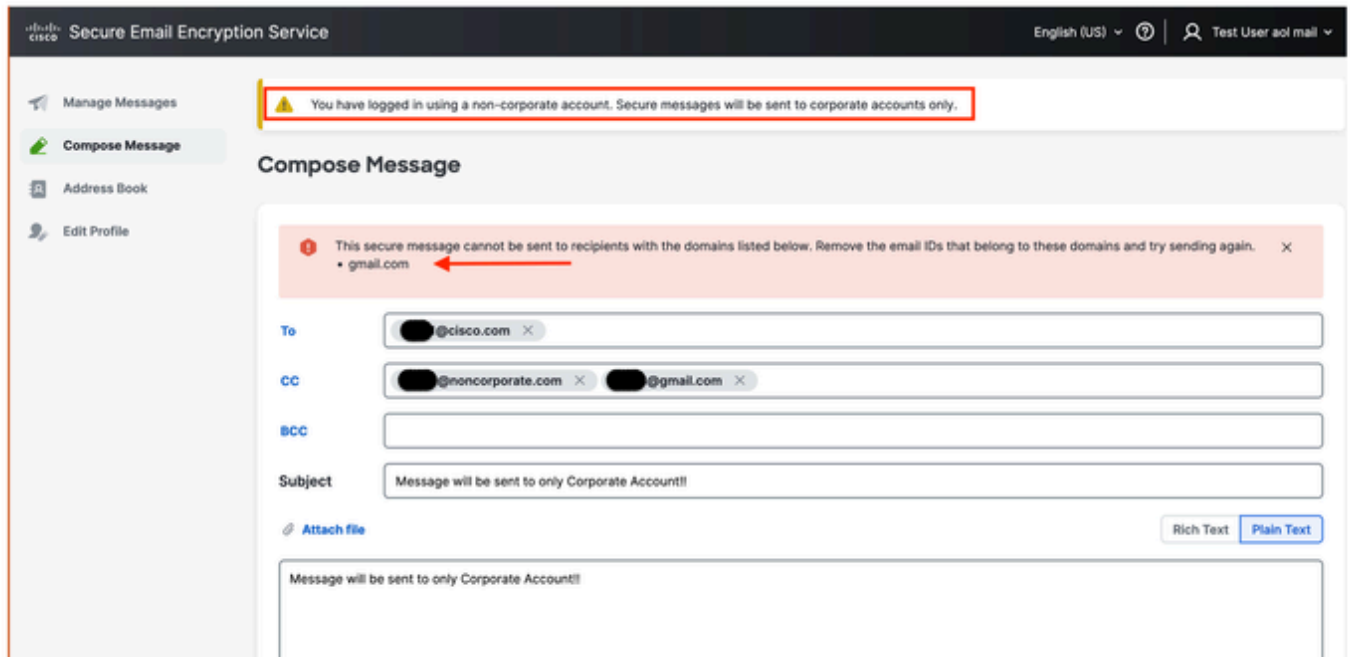 cisco Secure Email Encryption Service
English (US)
Test User aol mail
Manage Messages
Compose Message
Address Book
Edit Profile
You have logged in using a non-corporate account. Secure messages will be sent to corporate accounts only.
Compose Message
This secure message cannot be sent to recipients with the domains listed below. Remove the email IDs that belong to these domains and try sending again.
• gmail.com
To @cisco.com
CC @noncorporate.com @gmail.com
BCC
Subject Message will be sent to only Corporate Account!!
Attach file
Rich Text Plain Text
Message will be sent to only Corporate Account!!